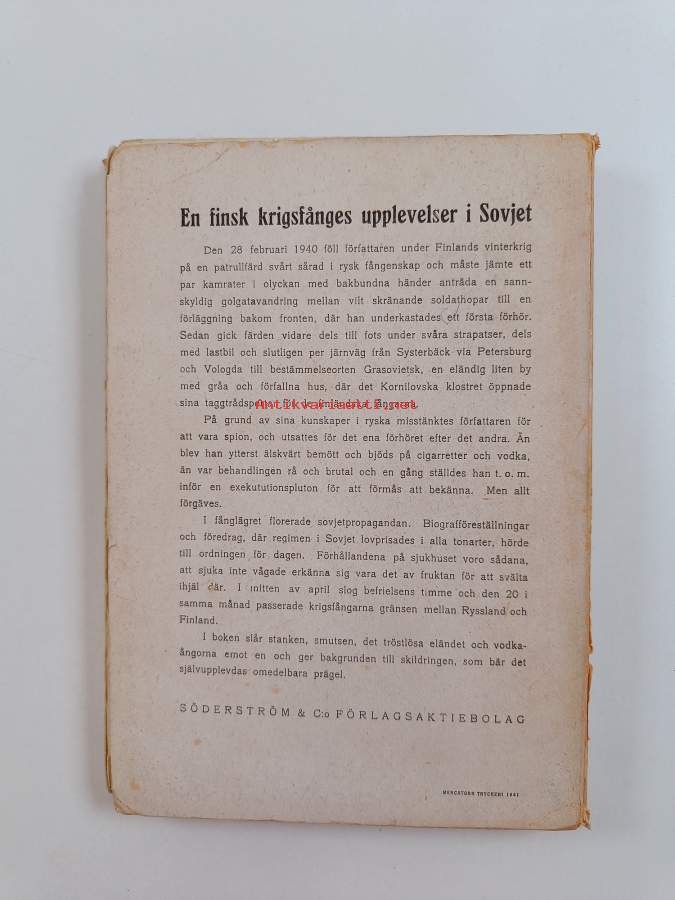 En finsk krigsfånges upplevelser i Sovjet
Den 28 februari 1940 föll författaren under Finlands vinterkrig
på en patrullfärd svårt sårad i rysk fångenskap och måste jämte ett
par kamrater i olyckan med bakbundna händer anträda en sann-
skyldig golgatavandring mellan vilt skränande soldathopar till en
förläggning bakom fronten, där han underkastades ett första förhör.
Sedan gick färden vidare dels till fots under svåra strapatser, dels
med lastbil och slutligen per järnväg från Systerbäck via Petersburg
och Vologda till bestämmelseorten Grasovietsk, en eländig liten by
med gråa och förfallna hus, där det Kornilovska klostret öppnade
sina taggtrådsportar för de finländska fångarna.
Antikvariaatti.net
På grund av sina kunskaper i ryska misstänktes författaren för
att vara spion, och utsattes för det ena förhöret efter det andra. Än
blev han ytterst älskvärt bemött och bjöds på cigarretter och vodka,
än var behandlingen rå och brutal och en gång ställdes han t. o. m.
inför en exekututionspluton för att förmås att bekänna. Men allt
förgäves.
I fånglägret florerade sovjetpropagandan. Biografföreställningar
och föredrag, där regimen i Sovjet lovprisades i alla tonarter, hörde
till ordningen för dagen. Förhållandena på sjukhuset voro sådana,
att sjuka inte vågade erkänna sig vara det av fruktan för att svälta
ihjäl där. I mitten av april slog befrielsens timme och den 20 i
samma månad passerade krigsfångarna gränsen mellan Ryssland och
Finland.
I boken slår stanken, smutsen, det tröstlösa eländet och vodka-
ångorna emot en och ger bakgrunden till skildringen, som bär det
självupplevdas omedelbara prägel.
SÖDERSTRÖM & C:o FÖRLAGSAKTIEBOLAG
MERCATORS TRYCKERI 1941